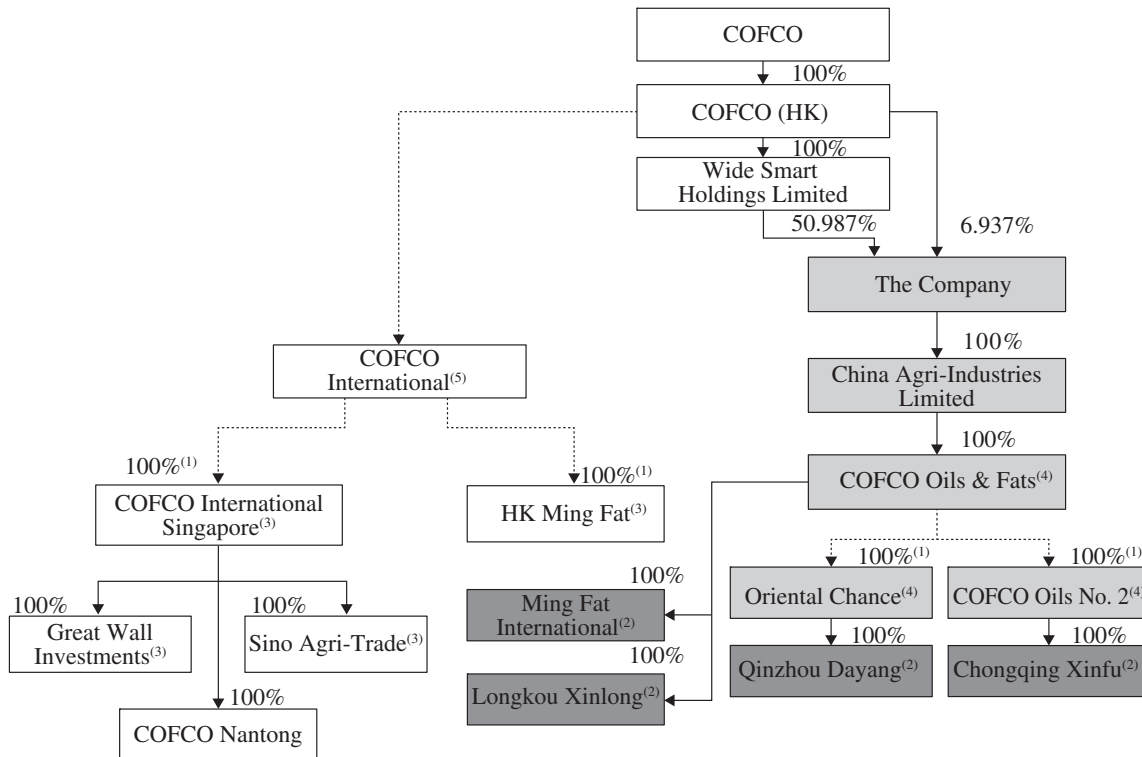 COFCO
100%
COFCO (HK)
100%
Wide Smart
Holdings Limited
50.987%
6.937%
The Company
100%
COFCO
International(5)
China Agri-Industries
Limited
100%
100%(1)
100%(1)
COFCO Oils & Fats(4)
COFCO International
Singapore(3)
HK Ming Fat(3)
100%(1)
100%(1)
100%
Oriental Chance(4)
COFCO Oils No. 2(4)
Ming Fat
International(2)
100%
100%
Great Wall
Investments(3)
Sino Agri-Trade(3)
100%
100%
100%
Qinzhou Dayang(2)
Chongqing Xinfu(2)
Longkou Xinlong(2)
100%
COFCO Nantong